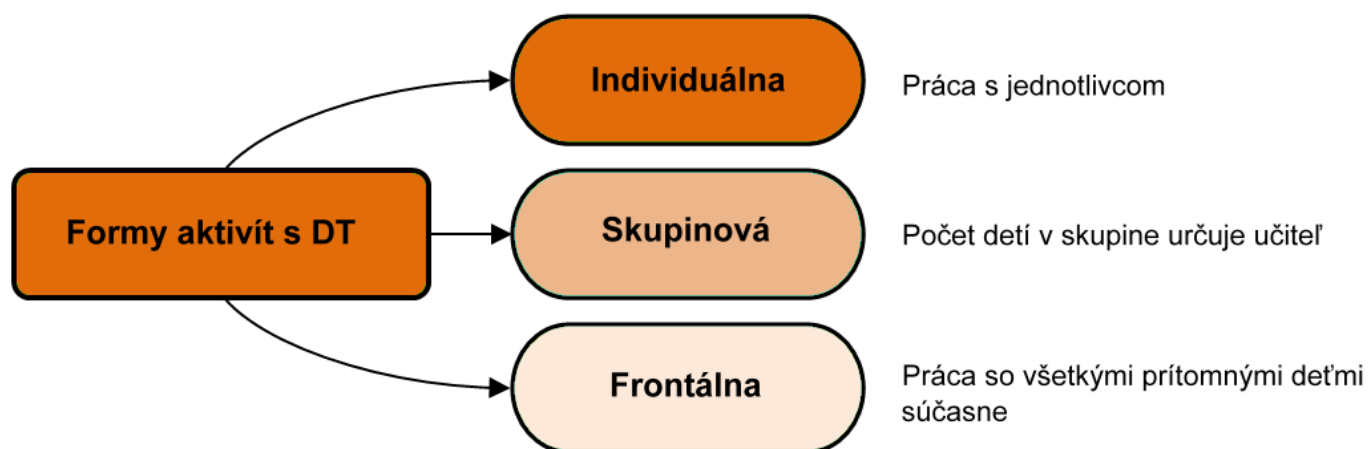 Individuálna
Práca s jednotlivcom
Formy aktivít s DT
Skupinová
Počet detí v skupine určuje učiteľ
Frontálna
Práca so všetkými prítomnými deťmi
súčasne